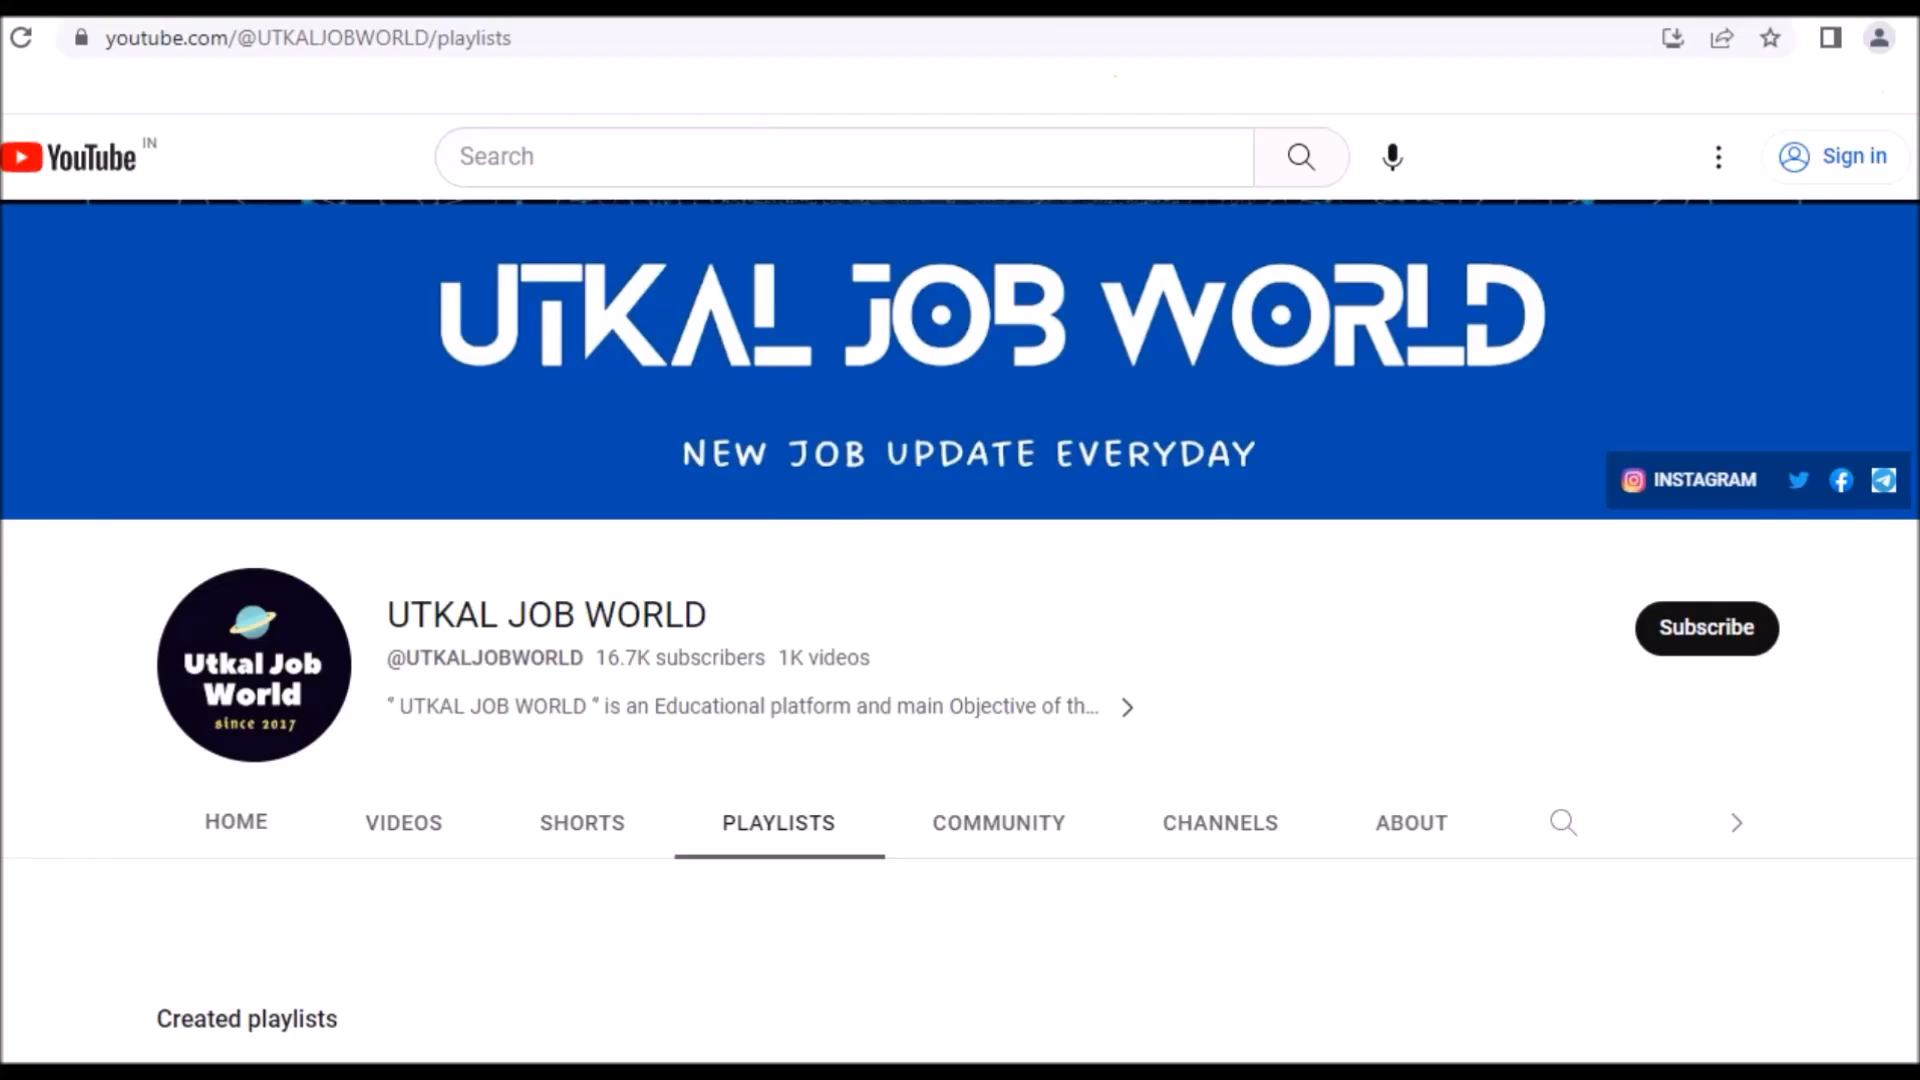 youtube.com/@UTKALJOBWORLD/playlists
YouTube IN
Search
Sign in
UTKAL JOB WORLD
NEW JOB UPDATE EVERYDAY
INSTAGRAM
Utkal Job
World
since 2017
UTKAL JOB WORLD
@UTKALJOBWORLD 16.7K subscribers 1K videos
“ UTKAL JOB WORLD “ is an Educational platform and main Objective of th...
Subscribe
HOME VIDEOS SHORTS PLAYLISTS COMMUNITY CHANNELS ABOUT
Created playlists